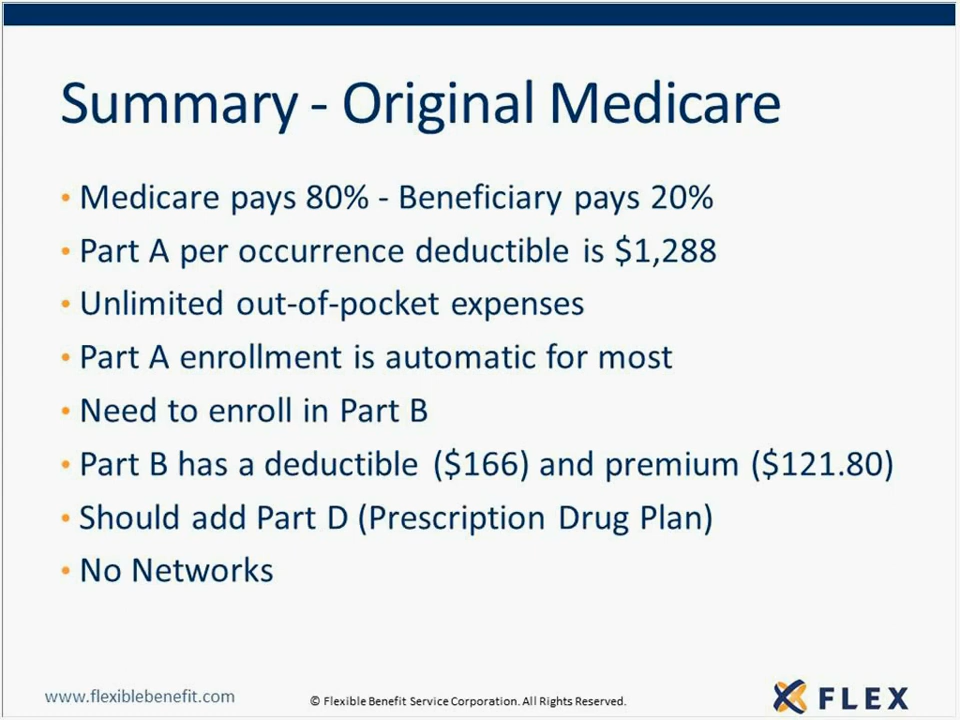 Summary - Original Medicare
• Medicare pays 80% - Beneficiary pays 20%
• Part A per occurrence deductible is $1,288
• Unlimited out-of-pocket expenses
• Part A enrollment is automatic for most
• Need to enroll in Part B
• Part B has a deductible ($166) and premium ($121.80)
• Should add Part D (Prescription Drug Plan)
• No Networks
www.flexiblebenefit.com
© Flexible Benefit Service Corporation. All Rights Reserved.
FLEX